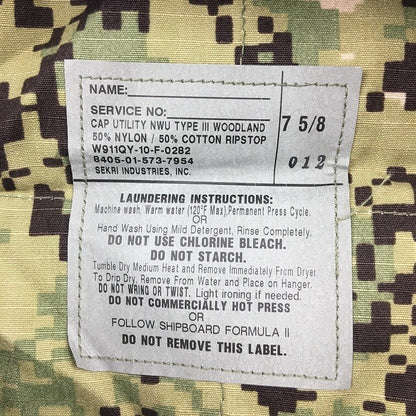 NAME:
SERVICE NO:
CAP UTILITY NWU TYPE III WOODLAND
50% NYLON / 50% COTTON RIPSTOP
W911QY-10-F-0282
8405-01-573-7954
SEKRI INDUSTRIES, INC.
7 5/8
012
LAUNDERING INSTRUCTIONS:
Machine wash, Warm water (120°F Max),Permanent Press Cycle.
OR
Hand Wash Using Mild Detergent, Rinse Completely.
DO NOT USE CHLORINE BLEACH.
DO NOT STARCH.
Tumble Dry Medium Heat and Remove Immediately From Dryer.
To Drip Dry, Remove From Water and Place on Hanger.
DO NOT WRING OR TWIST. Light ironing if needed.
DO NOT COMMERCIALLY HOT PRESS
OR
FOLLOW SHIPBOARD FORMULA II
DO NOT REMOVE THIS LABEL.